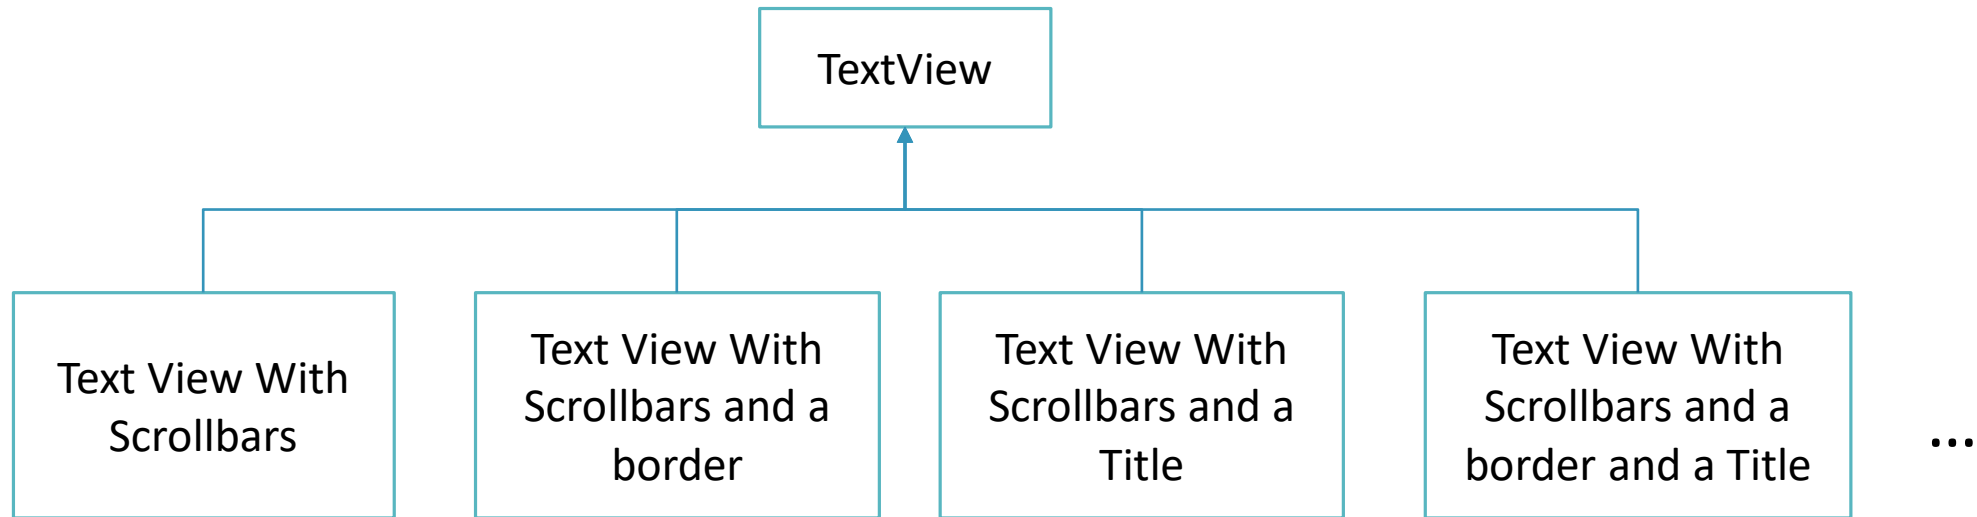 TextView
Text View With
Scrollbars
Text View With
Scrollbars and a
border
Text View With
Scrollbars and a
Title
Text View With
Scrollbars and a
border and a Title
...